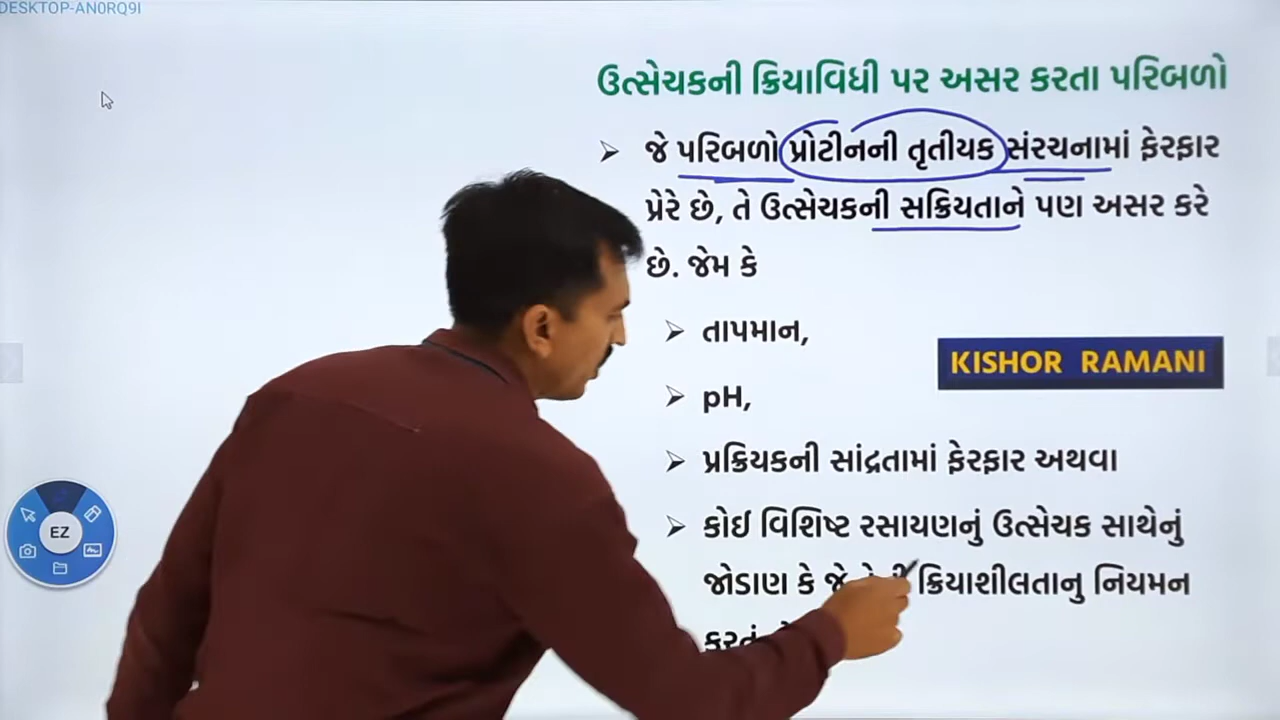 DESKTOP-AN0RQ9I
ઉત્સેચકની ક્રિયાવિધી પર અસર કરતા પરિબળો
➢ જે પરિબળો પ્રોટીનની તૃતીયક સંરચનામાં ફેરફાર
પ્રેરે છે, તે ઉત્સેચકની સક્રિયતાને પણ અસર કરે
છે. જેમ કે
➢ તાપમાન,
KISHOR RAMANI
➢ pH,
➢ પ્રક્રિયકની સાંદ્રતામાં ફેરફાર અથવા
➢ કોઈ વિશિષ્ટ રસાયણનું ઉત્સેચક સાથેનું
જોડાણ કે ક્રિયાશીલતાનુ નિયમન
EZ